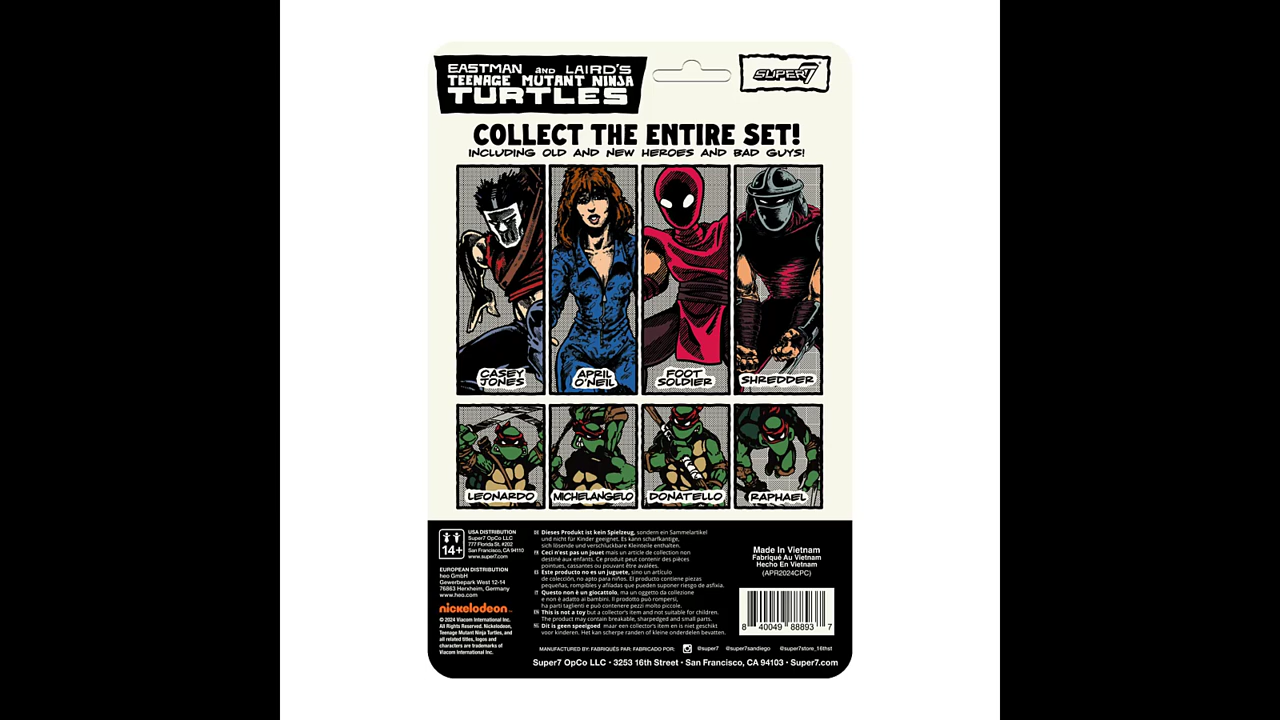 EASTMAN AND LAIRD'S
TEENAGE MUTANT NINJA
TURTLES
SUPER7
COLLECT THE ENTIRE SET!
INCLUDING OLD AND NEW HEROES AND BAD GUYS!
CASEY
JONES
APRIL
O'NEIL
FOOT
SOLDIER
SHREDDER
LEONARDO
MICHELANGELO
DONATELLO
RAPHAEL
14+
USA DISTRIBUTION
Super7 OpCo LLC
777 Florida St. #202
San Francisco, CA 94110
www.super7.com
EUROPEAN DISTRIBUTION
heo GmbH
Gewerbepark West 12-14
76863 Herxheim, Germany
www.heo.com
nickelodeon
© 2024 Viacom International Inc.
All Rights Reserved. Nickelodeon,
Teenage Mutant Ninja Turtles, and
all related titles, logos and
characters are trademarks of
Viacom International Inc.
DE Dieses Produkt ist kein Spielzeug, sondern ein Sammelartikel
und nicht für Kinder geeignet. Es kann scharfkantige,
sich lösende und verschluckbare Kleinteile enthalten.
FR Ceci n'est pas un jouet mais un article de collection non
destiné aux enfants. Ce produit peut contenir des pièces
pointues, cassantes ou pouvant être avalées.
ES Este producto no es un juguete, sino un artículo
de colección, no apto para niños. El producto contiene piezas
pequeñas, rompibles y afiladas que pueden suponer riesgo de asfixia.
IT Questo non è un giocattolo, ma un oggetto da collezione
e non è adatto ai bambini. Il prodotto può rompersi,
ha parti taglienti e può contenere pezzi molto piccole.
EN This is not a toy but a collector's item and not suitable for children.
The product may contain breakable, sharpedged and small parts.
NL Dit is geen speelgoed maar een collector's item en is niet geschikt
voor kinderen. Het kan scherpe randen of kleine onderdelen bevatten.
Made In Vietnam
Fabriqué Au Vietnam
Hecho En Vietnam
(APR2024CPC)
8 40049 88893 7
MANUFACTURED BY: FABRIQUÉS PAR: FABRICADO POR: @super7 @super7sandiego @super7store_16thst
Super7 OpCo LLC • 3253 16th Street • San Francisco, CA 94103 • Super7.com